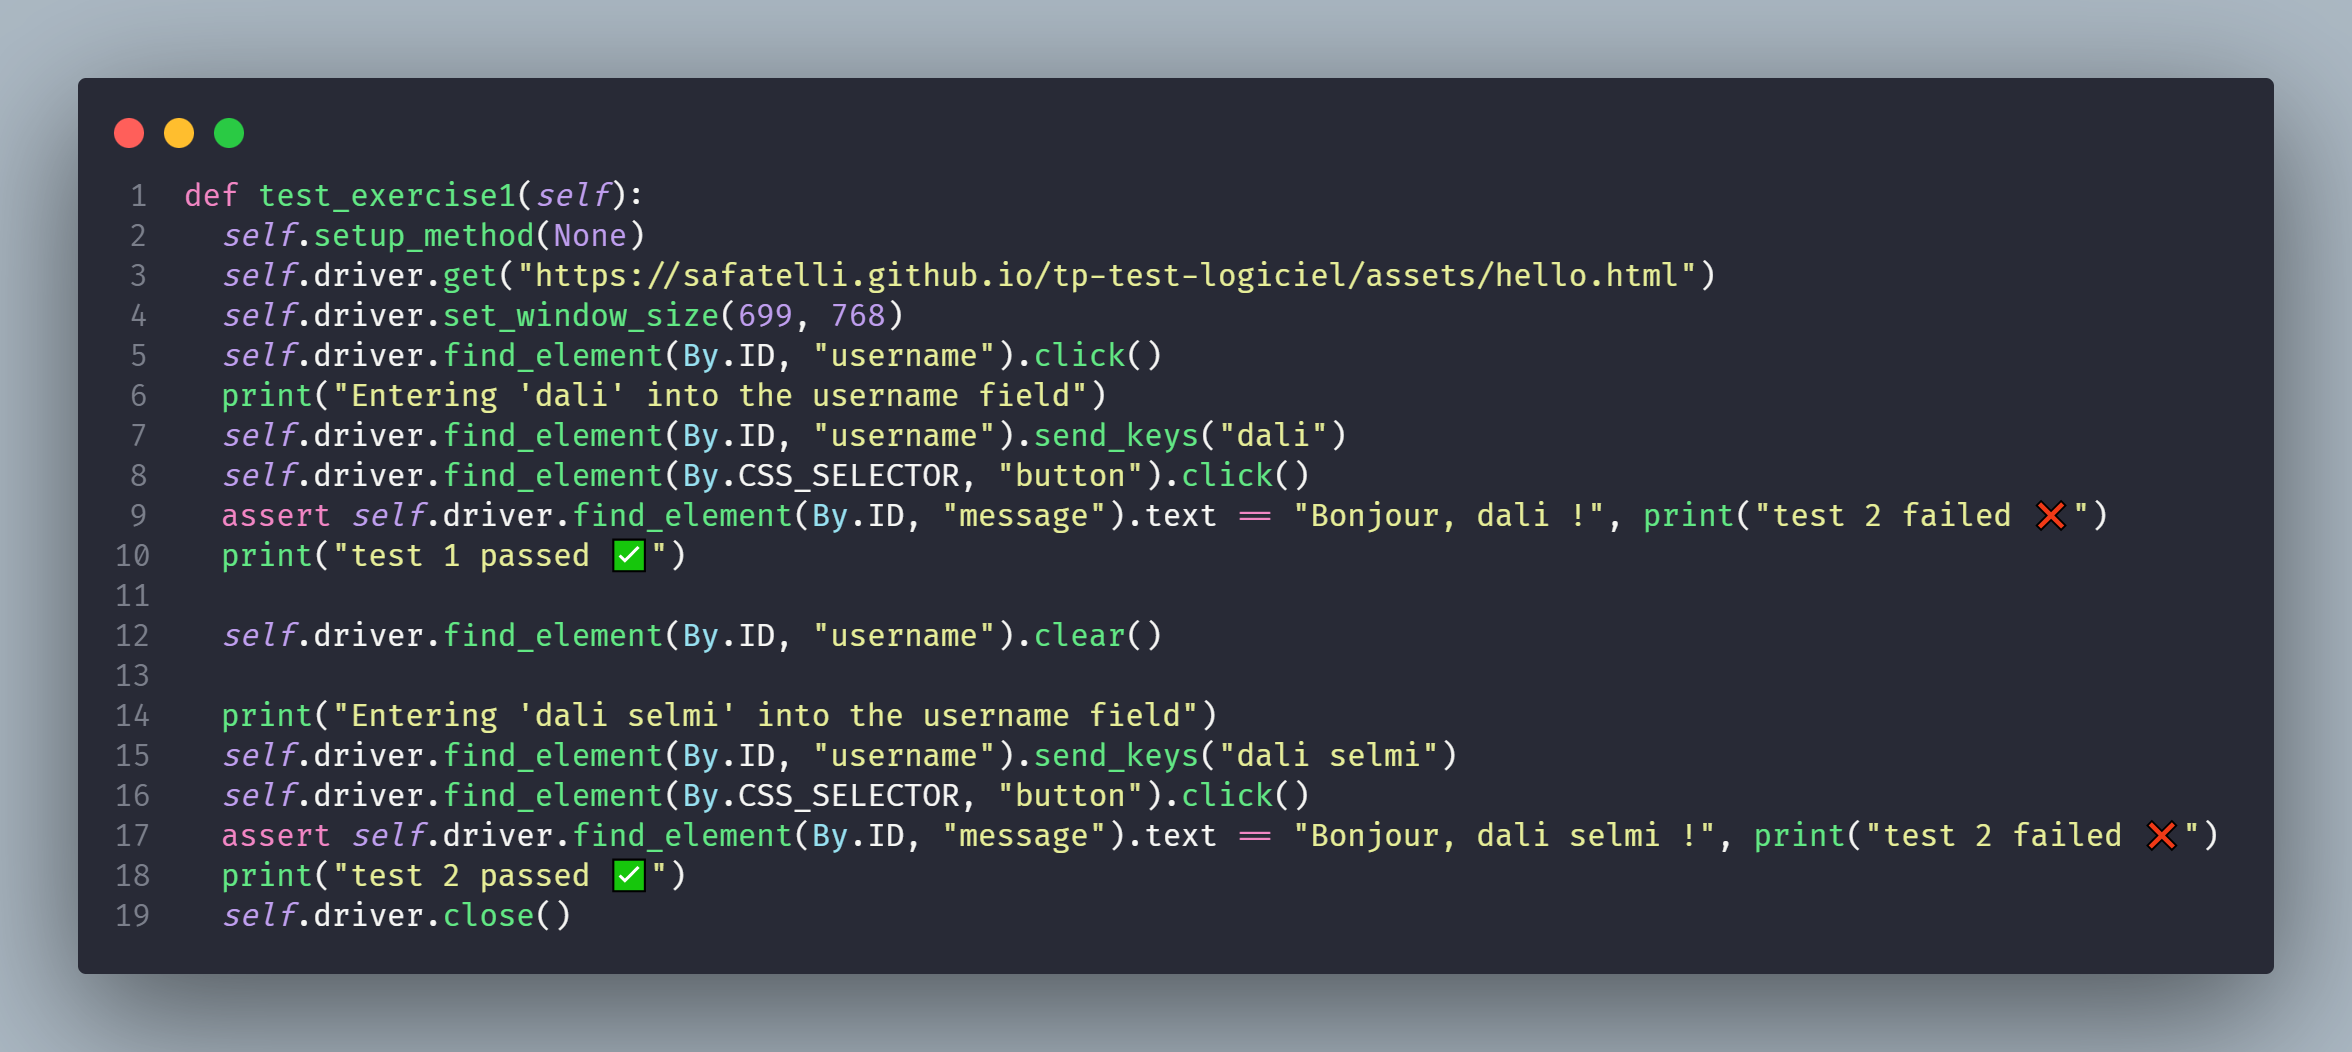 1 def test_exercise1(self):
2   self.setup_method(None)
3   self.driver.get("https://safatelli.github.io/tp-test-logiciel/assets/hello.html")
4   self.driver.set_window_size(699, 768)
5   self.driver.find_element(By.ID, "username").click()
6   print("Entering 'dali' into the username field")
7   self.driver.find_element(By.ID, "username").send_keys("dali")
8   self.driver.find_element(By.CSS_SELECTOR, "button").click()
9   assert self.driver.find_element(By.ID, "message").text == "Bonjour, dali !", print("test 2 failed ❌")
10   print("test 1 passed ✅")
11
12   self.driver.find_element(By.ID, "username").clear()
13
14   print("Entering 'dali selmi' into the username field")
15   self.driver.find_element(By.ID, "username").send_keys("dali selmi")
16   self.driver.find_element(By.CSS_SELECTOR, "button").click()
17   assert self.driver.find_element(By.ID, "message").text == "Bonjour, dali selmi !", print("test 2 failed ❌")
18   print("test 2 passed ✅")
19   self.driver.close()